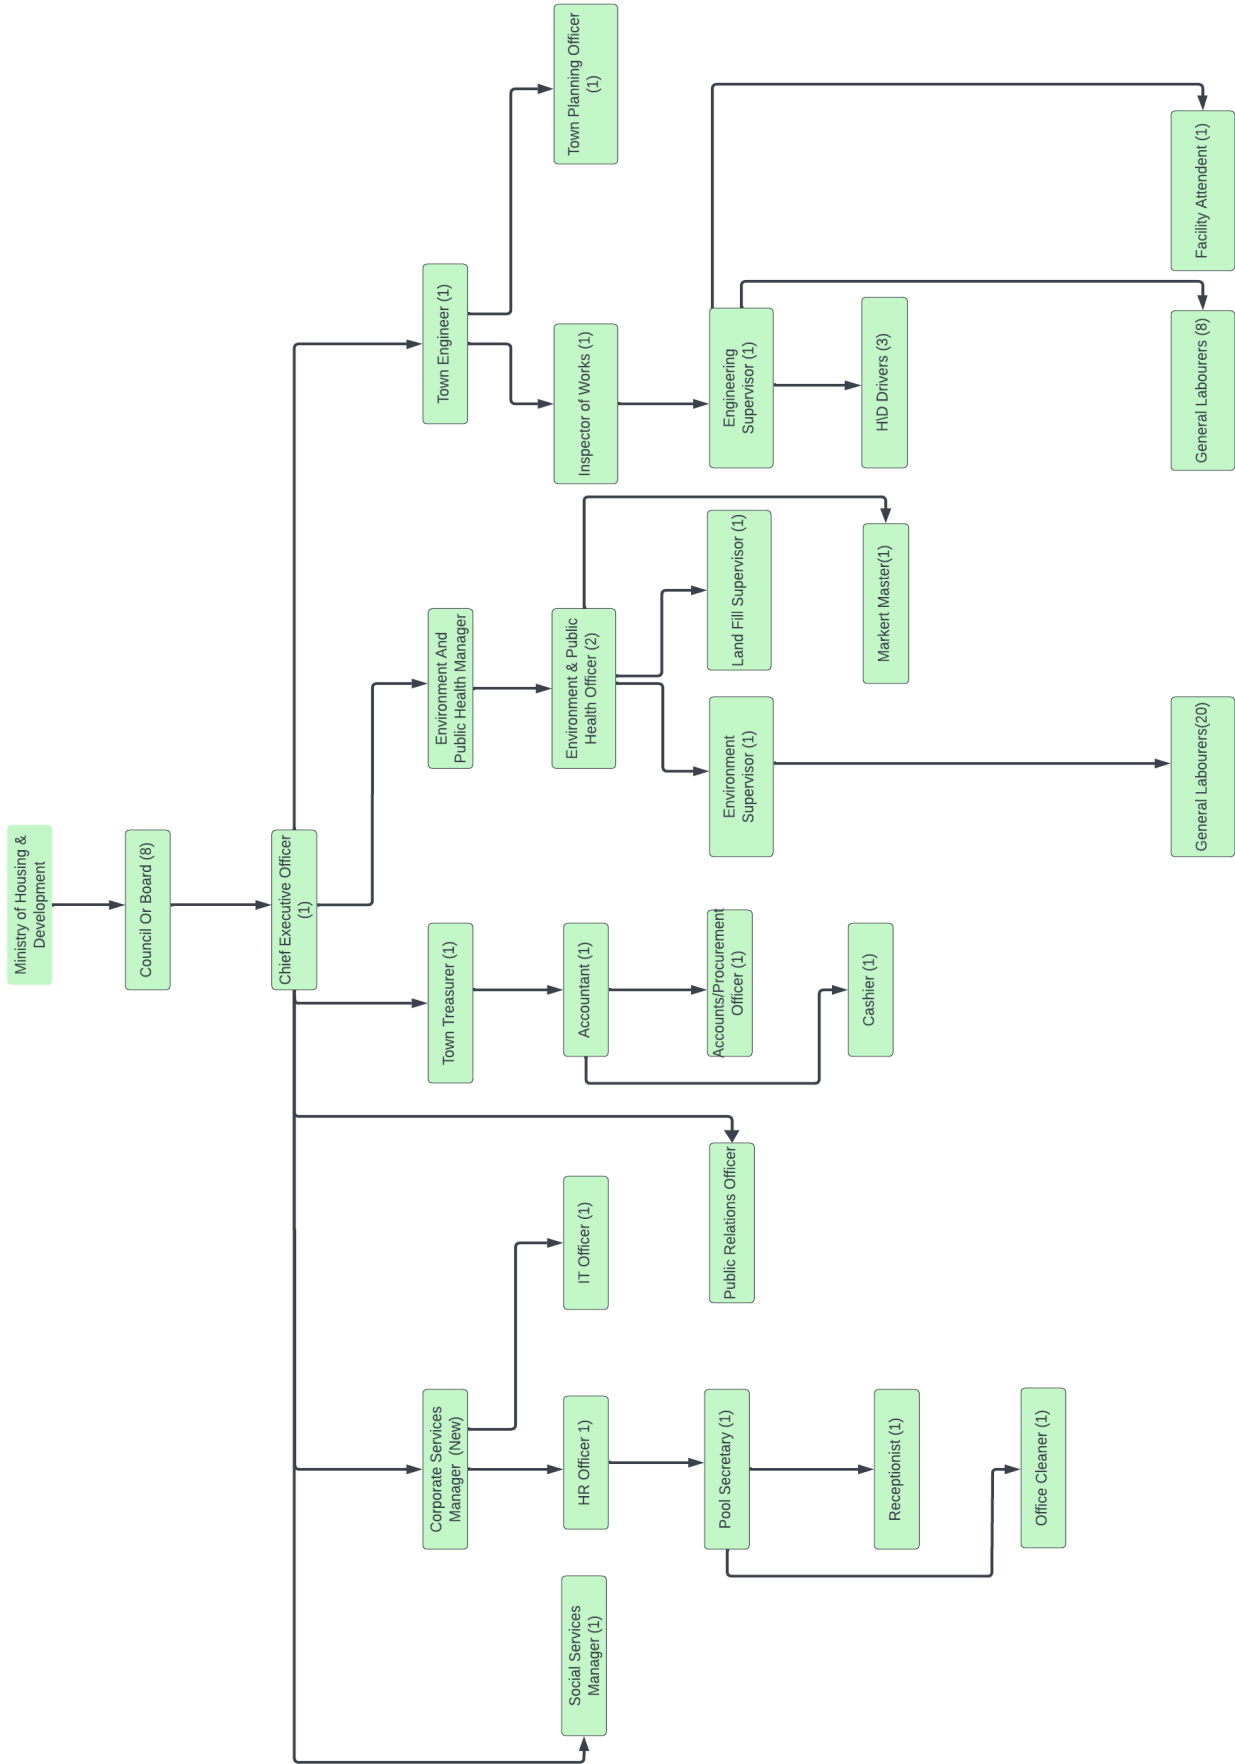 Ministry of Housing &
Development
Council Or Board (8)
Chief Executive Officer
(1)
Social Services
Manager (1)
Corporate Services
Manager (New)
HR Officer 1)
IT Officer (1)
Pool Secretary (1)
Receptionist (1)
Office Cleaner (1)
Public Relations Officer
Town Treasurer (1)
Accountant (1)
Accounts/Procurement
Officer (1)
Cashier (1)
Environment And
Public Health Manager
Environment & Public
Health Officer (2)
Environment
Supervisor (1)
Land Fill Supervisor (1)
Markert Master(1)
General Labourers(20)
Town Engineer (1)
Inspector of Works (1)
Town Planning Officer
(1)
Engineering
Supervisor (1)
H\D Drivers (3)
General Labourers (8)
Facility Attendent (1)